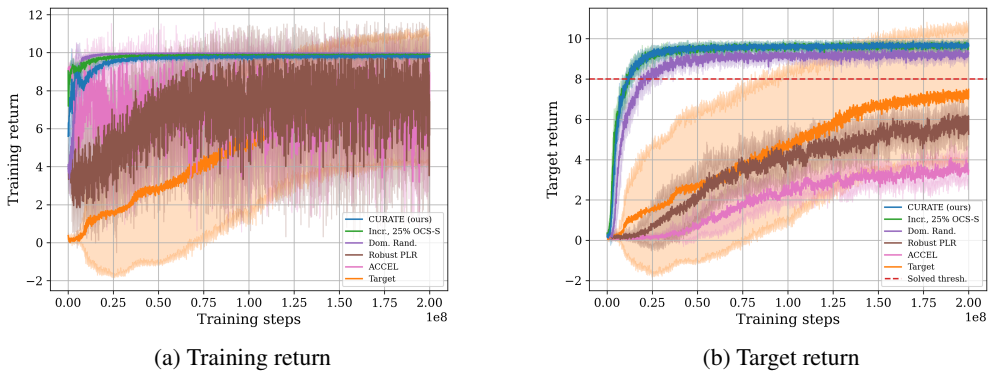 12
10
8
6
4
2
0
−2
Training return
CURATE (ours)
Incr., 25% OCS-S
Dom. Rand.
Robust PLR
ACCEL
Target
0.00 0.25 0.50 0.75 1.00 1.25 1.50 1.75 2.00
1e8
Training steps
(a) Training return
10
8
6
4
2
0
−2
Target return
CURATE (ours)
Incr., 25% OCS-S
Dom. Rand.
Robust PLR
ACCEL
Target
Solved thresh.
0.00 0.25 0.50 0.75 1.00 1.25 1.50 1.75 2.00
1e8
Training steps
(b) Target return